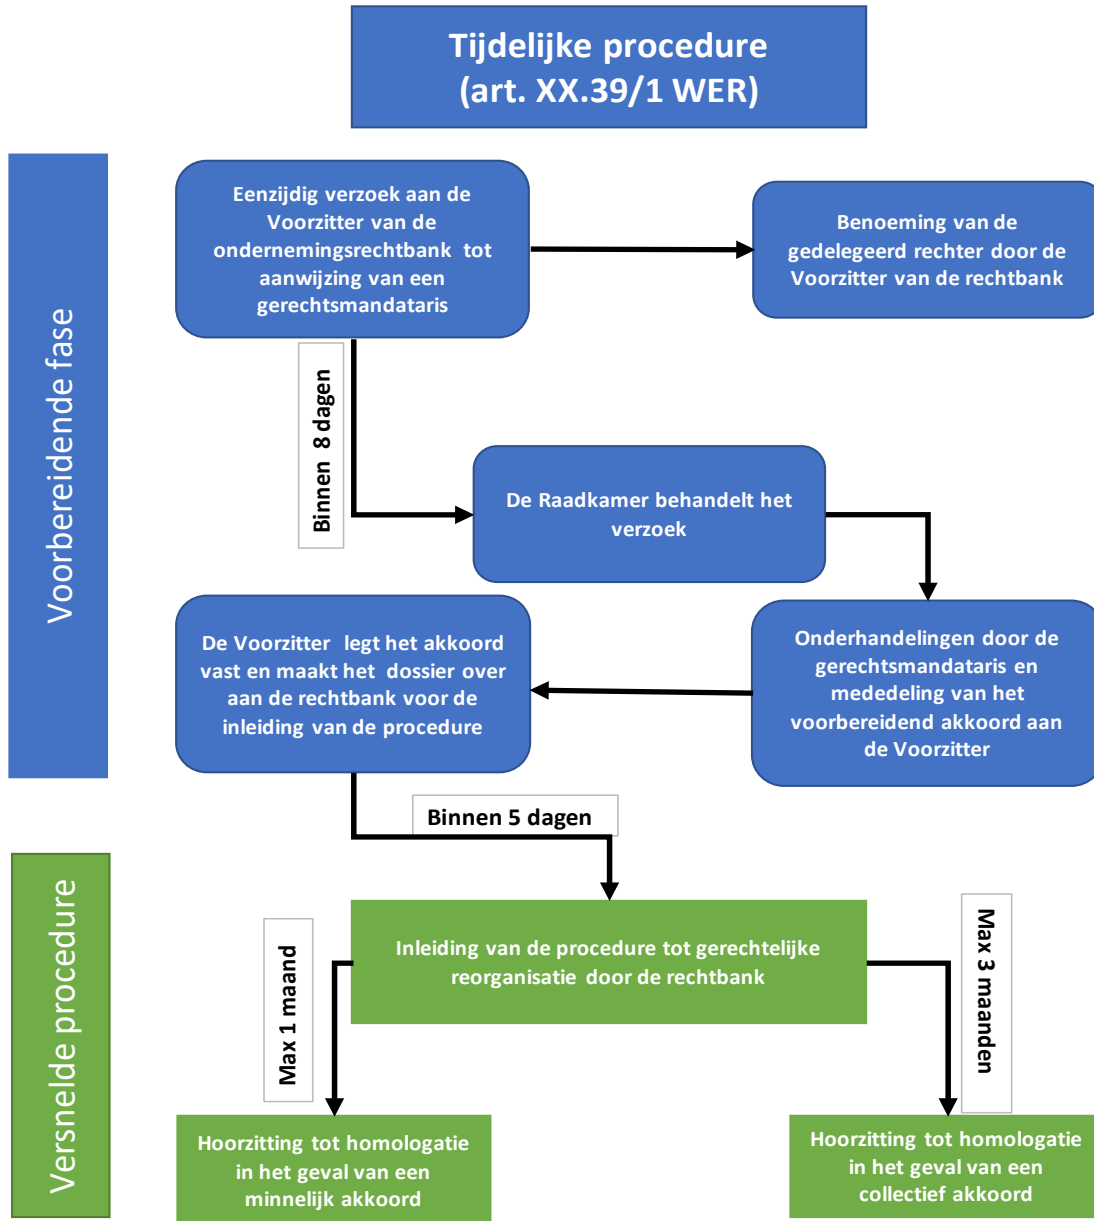 Tijdelijke procedure
(art. XX.39/1 WER)
Voorbereidende fase
Eenzijdig verzoek aan de
Voorzitter van de
ondernemingsrechtbank tot
aanwijzing van een
gerechtsmandataris
Benoeming van de
gedelegeerd rechter door de
Voorzitter van de rechtbank
Binnen 8 dagen
De Raadkamer behandelt het
verzoek
Onderhandelingen door de
gerechtsmandataris en
mededeling van het
voorbereidend akkoord aan
de Voorzitter
De Voorzitter legt het akkoord
vast en maakt het dossier over
aan de rechtbank voor de
inleiding van de procedure
Binnen 5 dagen
Versnelde procedure
Inleiding van de procedure tot gerechtelijke
reorganisatie door de rechtbank
Max 1 maand
Max 3 maanden
Hoorzitting tot homologatie
in het geval van een
minnelijk akkoord
Hoorzitting tot homologatie
in het geval van een
collectief akkoord